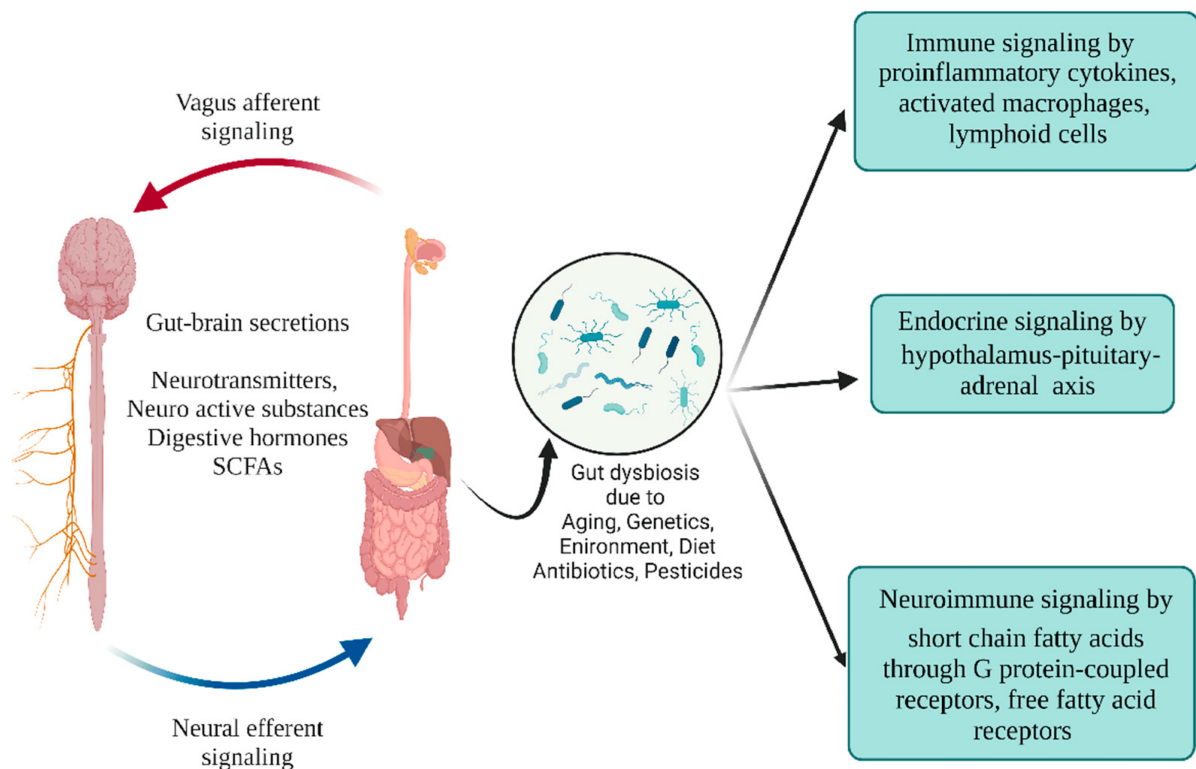 Vagus afferent
signaling
Gut-brain secretions
Neurotransmitters,
Neuro active substances
Digestive hormones
SCFAs
Neural efferent
signaling
Gut dysbiosis
due to
Aging, Genetics,
Enironment, Diet
Antibiotics, Pesticides
Immune signaling by
proinflammatory cytokines,
activated macrophages,
lymphoid cells
Endocrine signaling by
hypothalamus-pituitary-
adrenal axis
Neuroimmune signaling by
short chain fatty acids
through G protein-coupled
receptors, free fatty acid
receptors